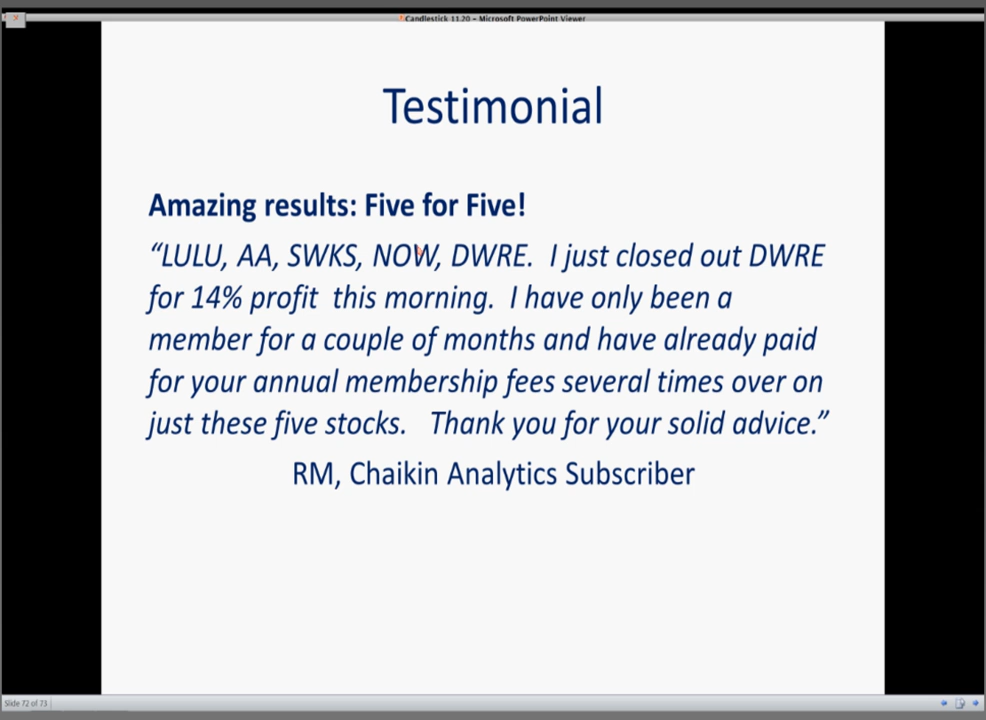 Candlestick 11.20 - Microsoft PowerPoint Viewer
Testimonial
Amazing results: Five for Five!
“LULU, AA, SWKS, NOW, DWRE.  I just closed out DWRE
for 14% profit  this morning.  I have only been a
member for a couple of months and have already paid
for your annual membership fees several times over on
just these five stocks.   Thank you for your solid advice.”
RM, Chaikin Analytics Subscriber
Slide 72 of 73